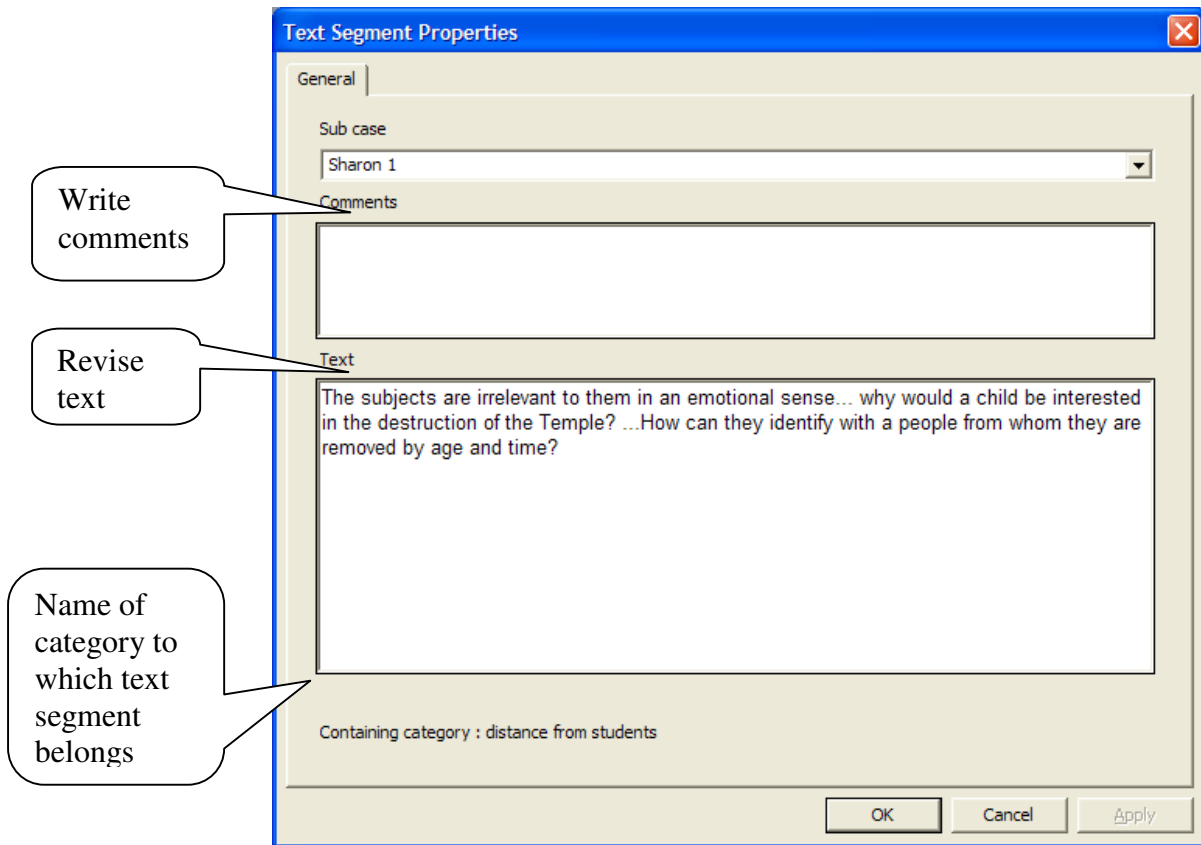 Text Segment Properties
General
Sub case
Sharon 1
Write
comments
Comments
Revise
text
Text
The subjects are irrelevant to them in an emotional sense... why would a child be interested
in the destruction of the Temple? ...How can they identify with a people from whom they are
removed by age and time?
Name of
category to
which text
segment
belongs
Containing category : distance from students
OK
Cancel
Apply